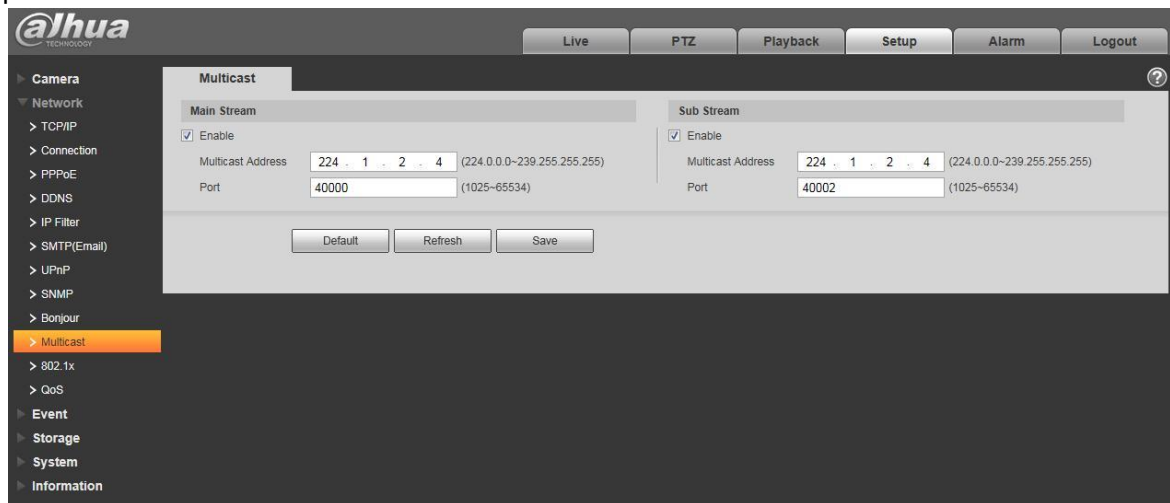 alhua
TECHNOLOGY
Live PTZ Playback Setup Alarm Logout
Camera
Network
TCP/IP
Connection
PPPoE
DDNS
IP Filter
SMTP(Email)
UPnP
SNMP
Bonjour
Multicast
802.1x
QoS
Event
Storage
System
Information
Multicast
?
Main Stream
Enable
Multicast Address 224 . 1 . 2 . 4 (224.0.0.0~239.255.255.255)
Port 40000 (1025~65534)
Sub Stream
Enable
Multicast Address 224 . 1 . 2 . 4 (224.0.0.0~239.255.255.255)
Port 40002 (1025~65534)
Default Refresh Save